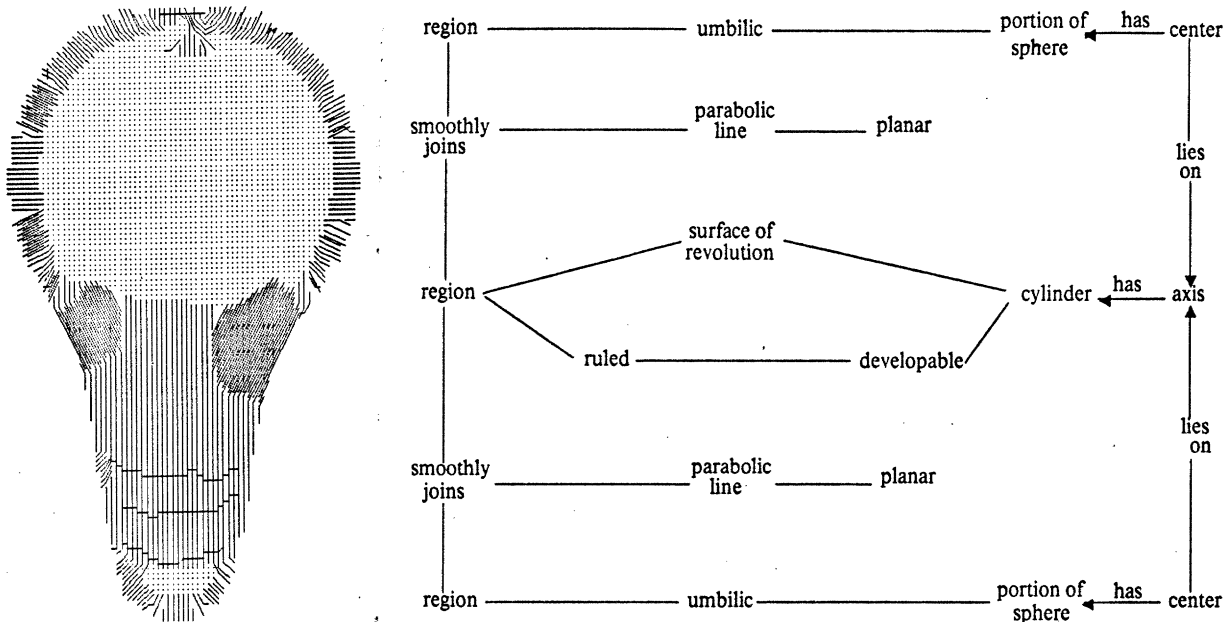 region umbilic portion of sphere has center
smoothly joins parabolic line planar
lies on
surface of revolution
region cylinder has axis
ruled developable
lies on
smoothly joins parabolic line planar
region umbilic portion of sphere has center